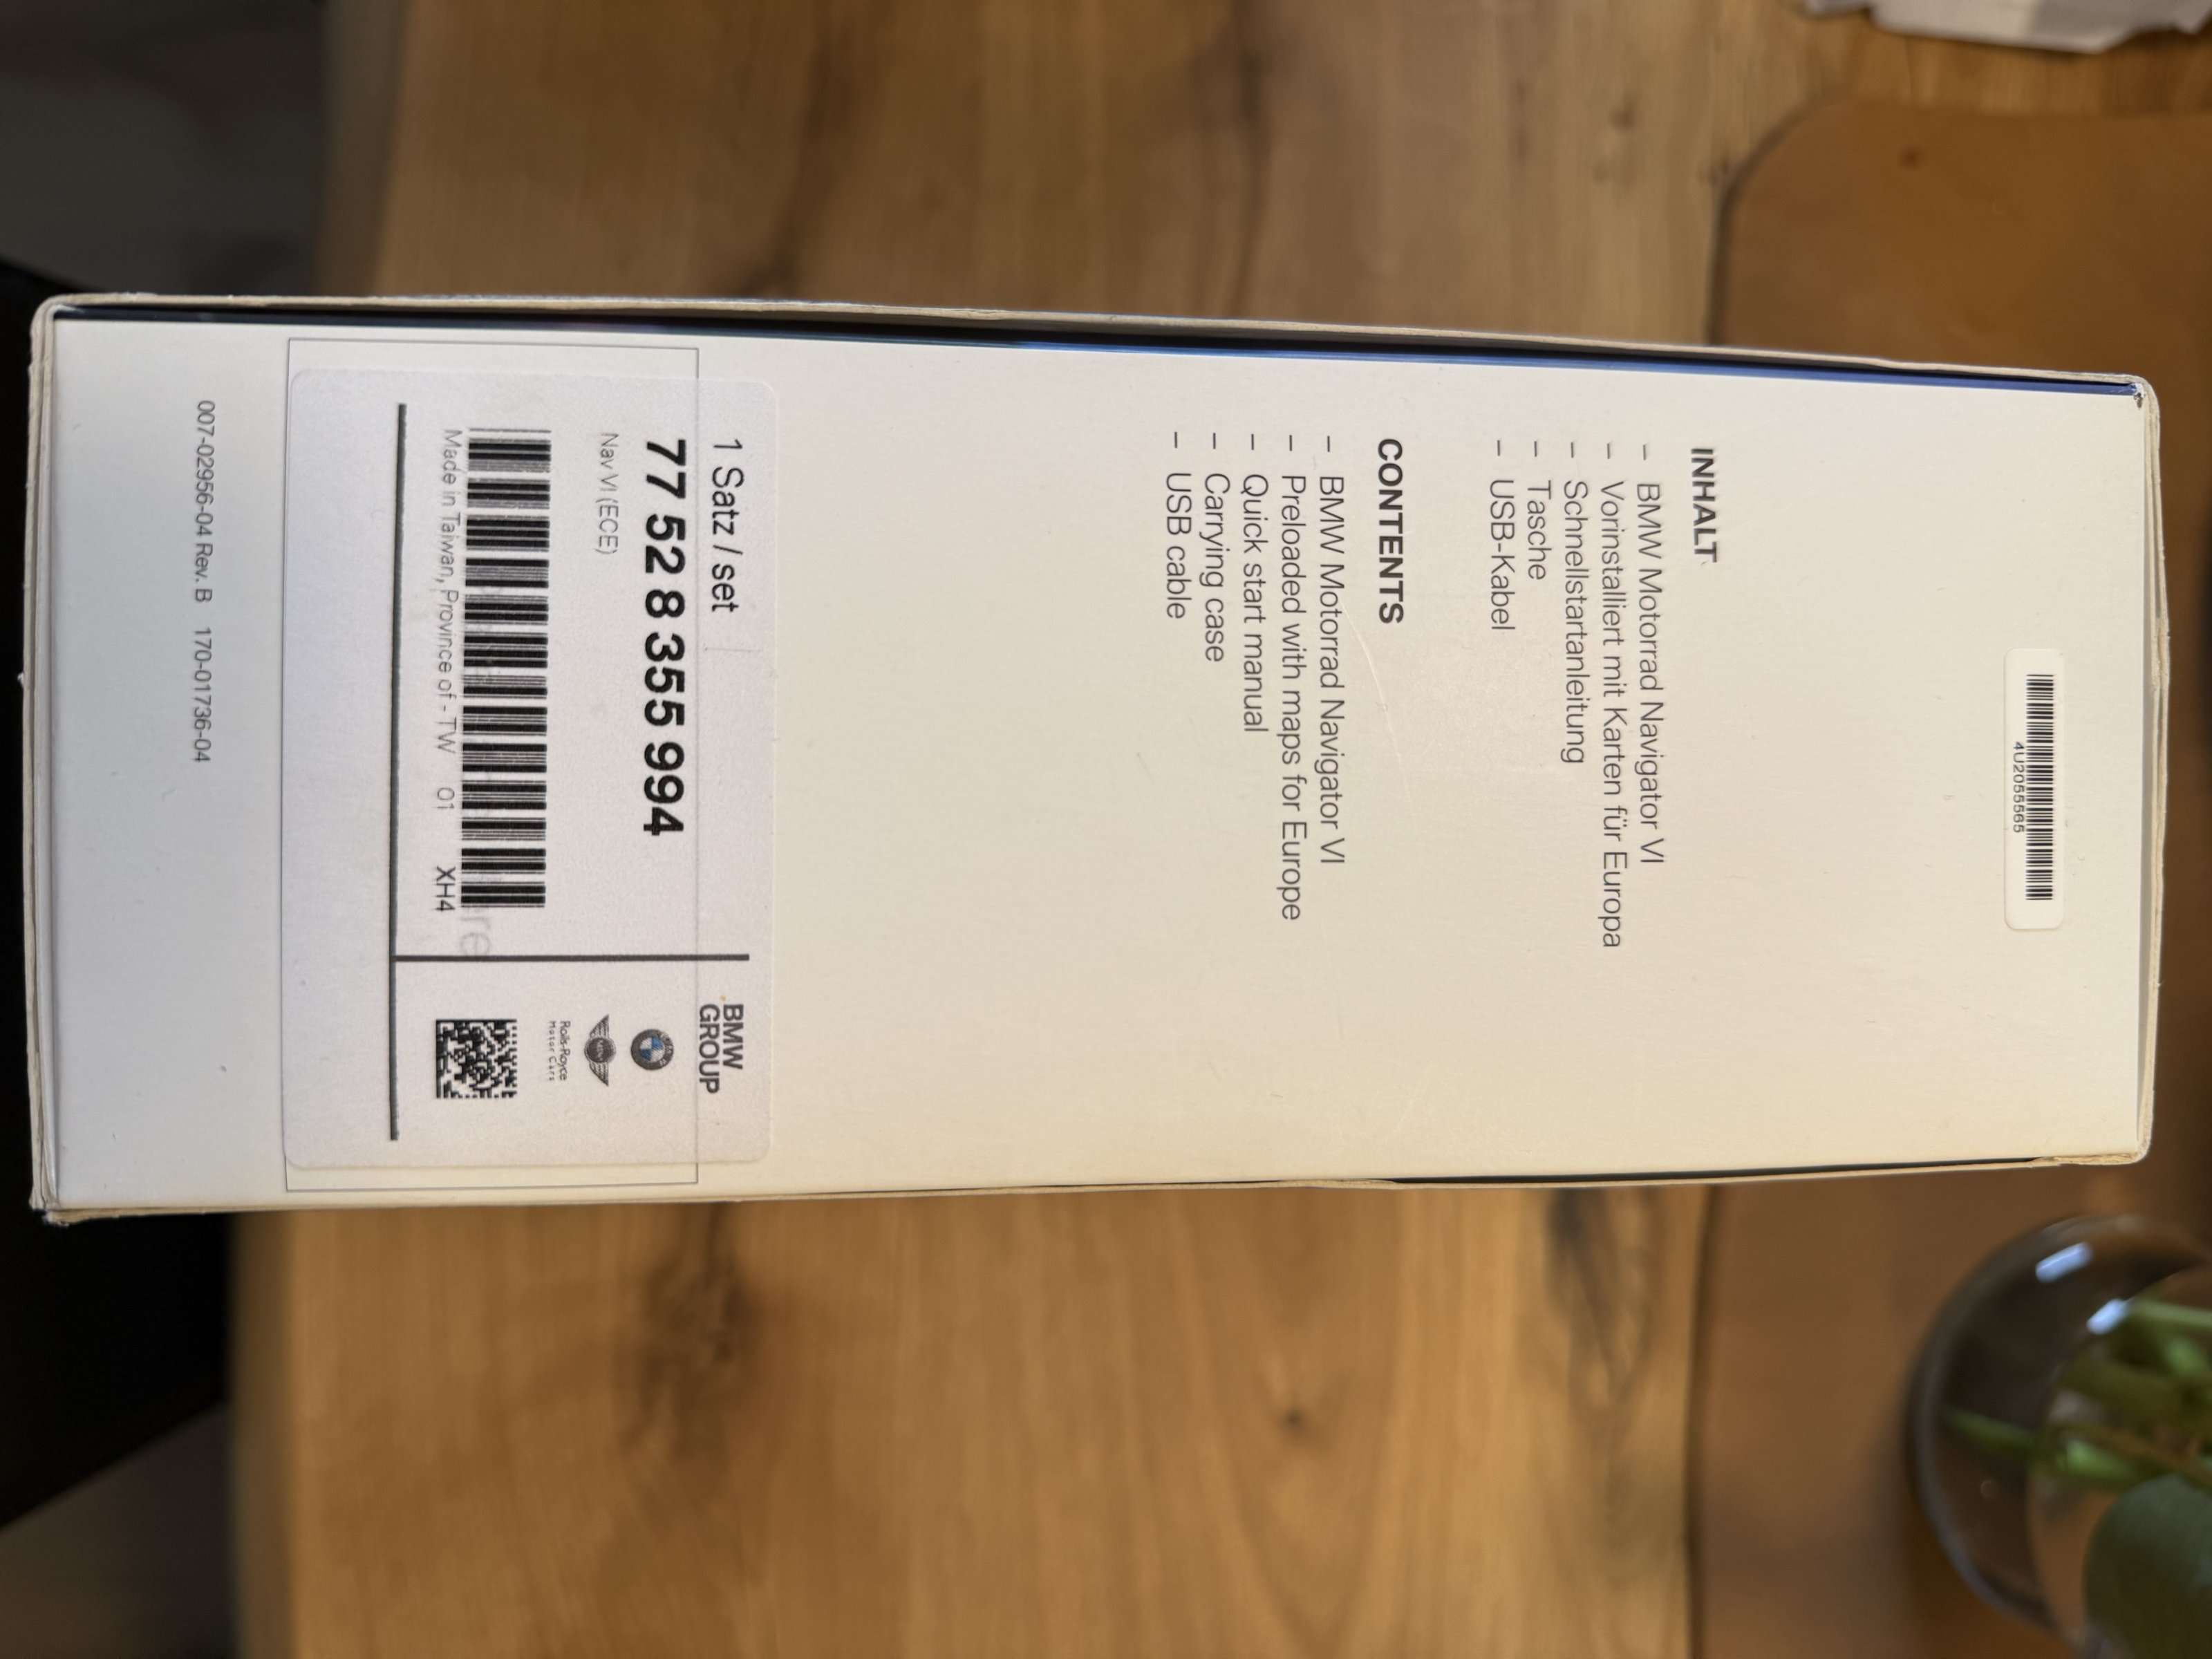 4U2055565
INHALT
– BMW Motorrad Navigator VI
– Vorinstalliert mit Karten für Europa
– Schnellstartanleitung
– Tasche
– USB-Kabel
CONTENTS
– BMW Motorrad Navigator VI
– Preloaded with maps for Europe
– Quick start manual
– Carrying case
– USB cable
1 Satz / set
77 52 8 355 994
Nav VI (ECE)
Made in Taiwan, Province of - TW 01 XH4
BMW
GROUP
Rolls-Royce
Motor Cars
007-02956-04 Rev. B 170-01736-04